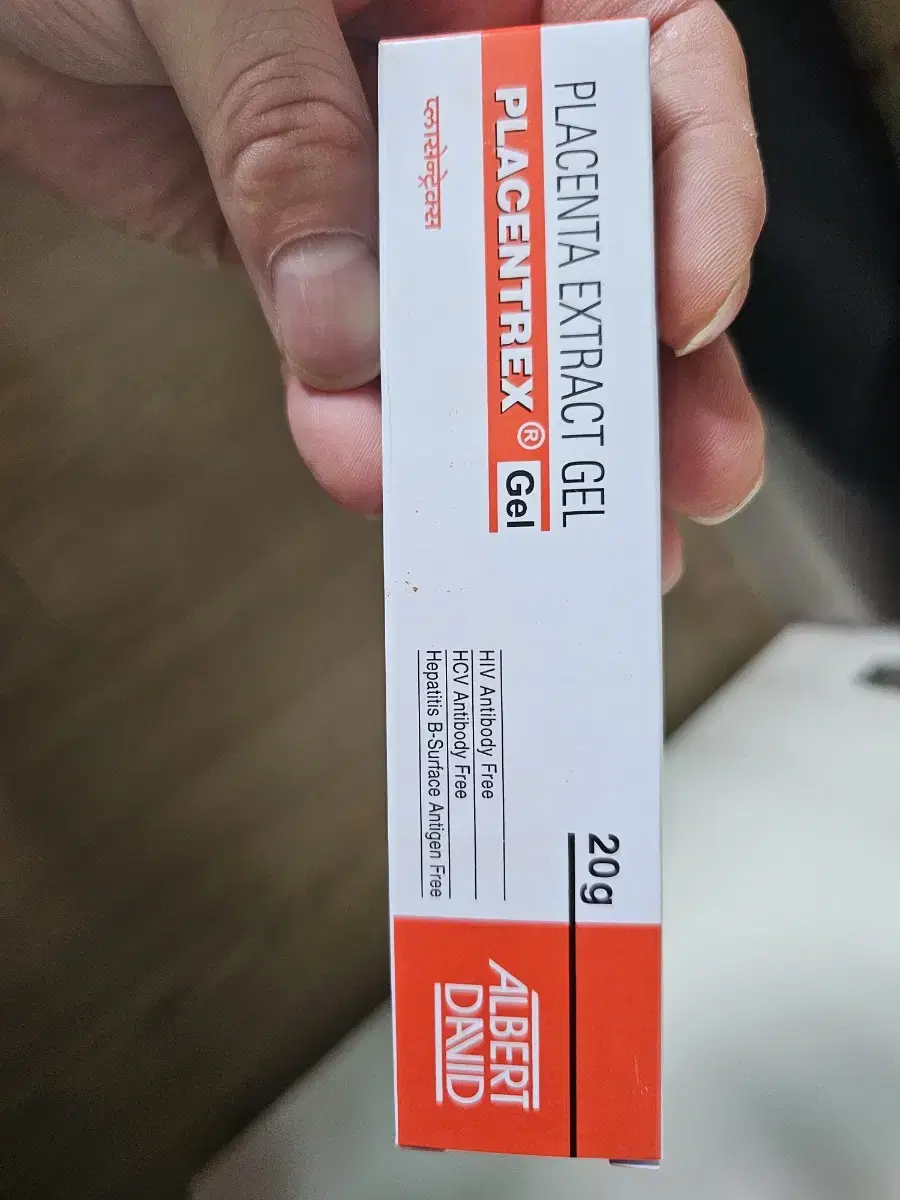 PLACENTA EXTRACT GEL
PLACENTREX® Gel
प्लासेन्ट्रेक्स
20g
HIV Antibody Free
HCV Antibody Free
Hepatitis B-Surface Antigen Free
ALBERT
DAVID